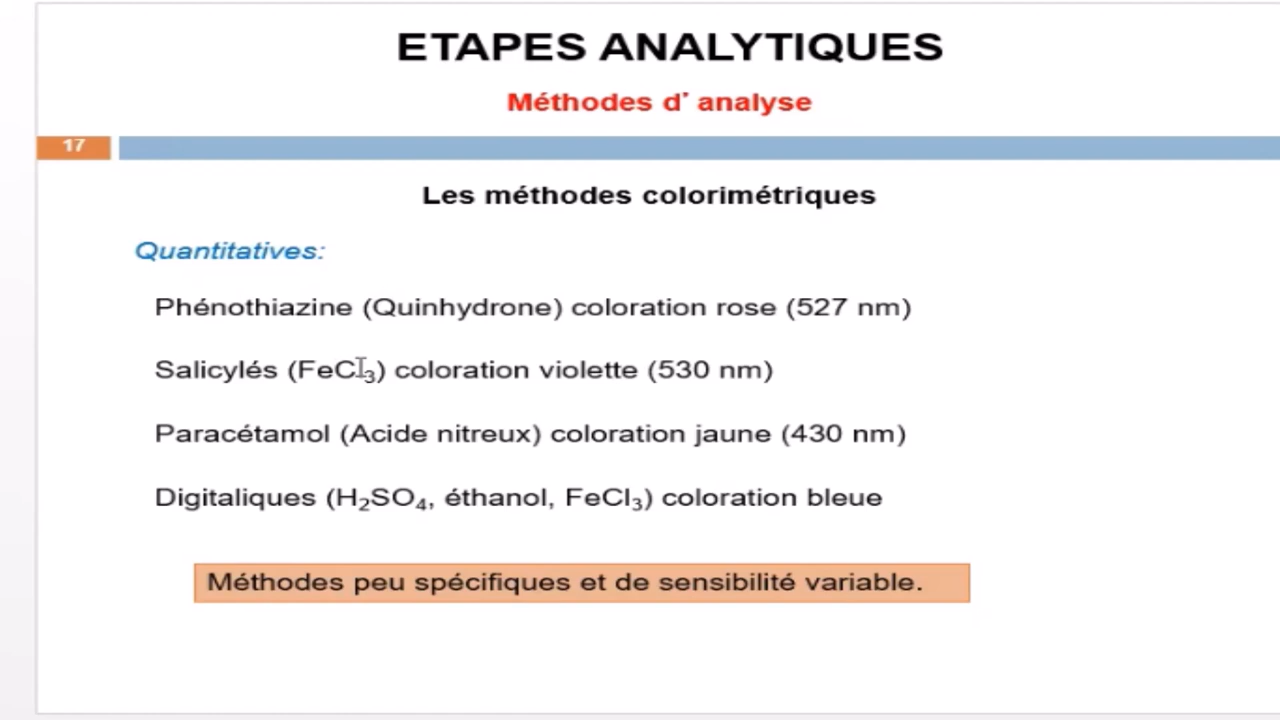 ETAPES ANALYTIQUES
Méthodes d’ analyse
17
Les méthodes colorimétriques
Quantitatives:
Phénothiazine (Quinhydrone) coloration rose (527 nm)
Salicylés (FeCl₃) coloration violette (530 nm)
Paracétamol (Acide nitreux) coloration jaune (430 nm)
Digitaliques (H₂SO₄, éthanol, FeCl₃) coloration bleue
Méthodes peu spécifiques et de sensibilité variable.